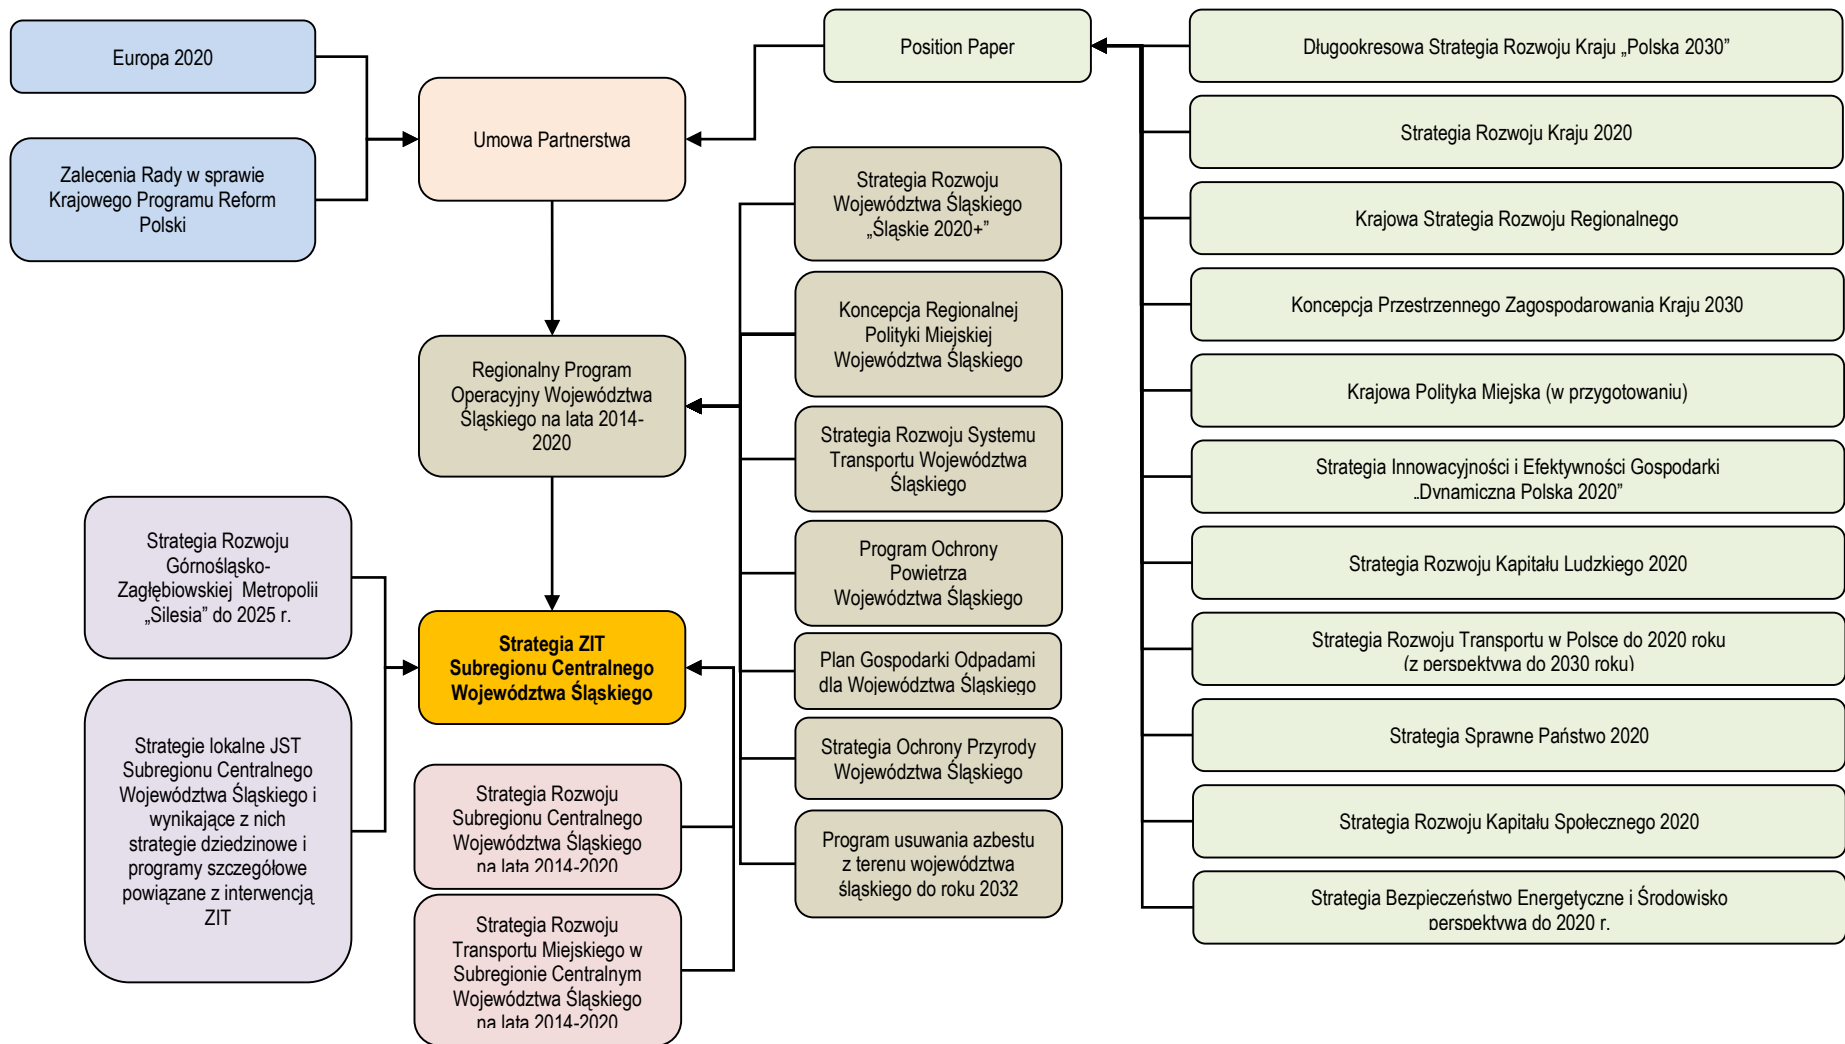 Europa 2020
Zalecenia Rady w sprawie
Krajowego Programu Reform
Polski
Umowa Partnerstwa
Position Paper
Regionalny Program
Operacyjny Województwa
Śląskiego na lata 2014-
2020
Strategia Rozwoju
Górnośląsko-
Zagłębiowskiej Metropolii
„Silesia” do 2025 r.
Strategie lokalne JST
Subregionu Centralnego
Województwa Śląskiego i
wynikające z nich
strategie dziedzinowe i
programy szczegółowe
powiązane z interwencją
ZIT
Strategia ZIT
Subregionu Centralnego
Województwa Śląskiego
Strategia Rozwoju
Subregionu Centralnego
Województwa Śląskiego
na lata 2014-2020
Strategia Rozwoju
Transportu Miejskiego w
Subregionie Centralnym
Województwa Śląskiego
na lata 2014-2020
Strategia Rozwoju
Województwa Śląskiego
„Śląskie 2020+”
Koncepcja Regionalnej
Polityki Miejskiej
Województwa Śląskiego
Strategia Rozwoju Systemu
Transportu Województwa
Śląskiego
Program Ochrony
Powietrza
Województwa Śląskiego
Plan Gospodarki Odpadami
dla Województwa Śląskiego
Strategia Ochrony Przyrody
Województwa Śląskiego
Program usuwania azbestu
z terenu województwa
śląskiego do roku 2032
Długookresowa Strategia Rozwoju Kraju „Polska 2030”
Strategia Rozwoju Kraju 2020
Krajowa Strategia Rozwoju Regionalnego
Koncepcja Przestrzennego Zagospodarowania Kraju 2030
Krajowa Polityka Miejska (w przygotowaniu)
Strategia Innowacyjności i Efektywności Gospodarki
„Dynamiczna Polska 2020”
Strategia Rozwoju Kapitału Ludzkiego 2020
Strategia Rozwoju Transportu w Polsce do 2020 roku
(z perspektywa do 2030 roku)
Strategia Sprawne Państwo 2020
Strategia Rozwoju Kapitału Społecznego 2020
Strategia Bezpieczeństwo Energetyczne i Środowisko
perspektywa do 2020 r.